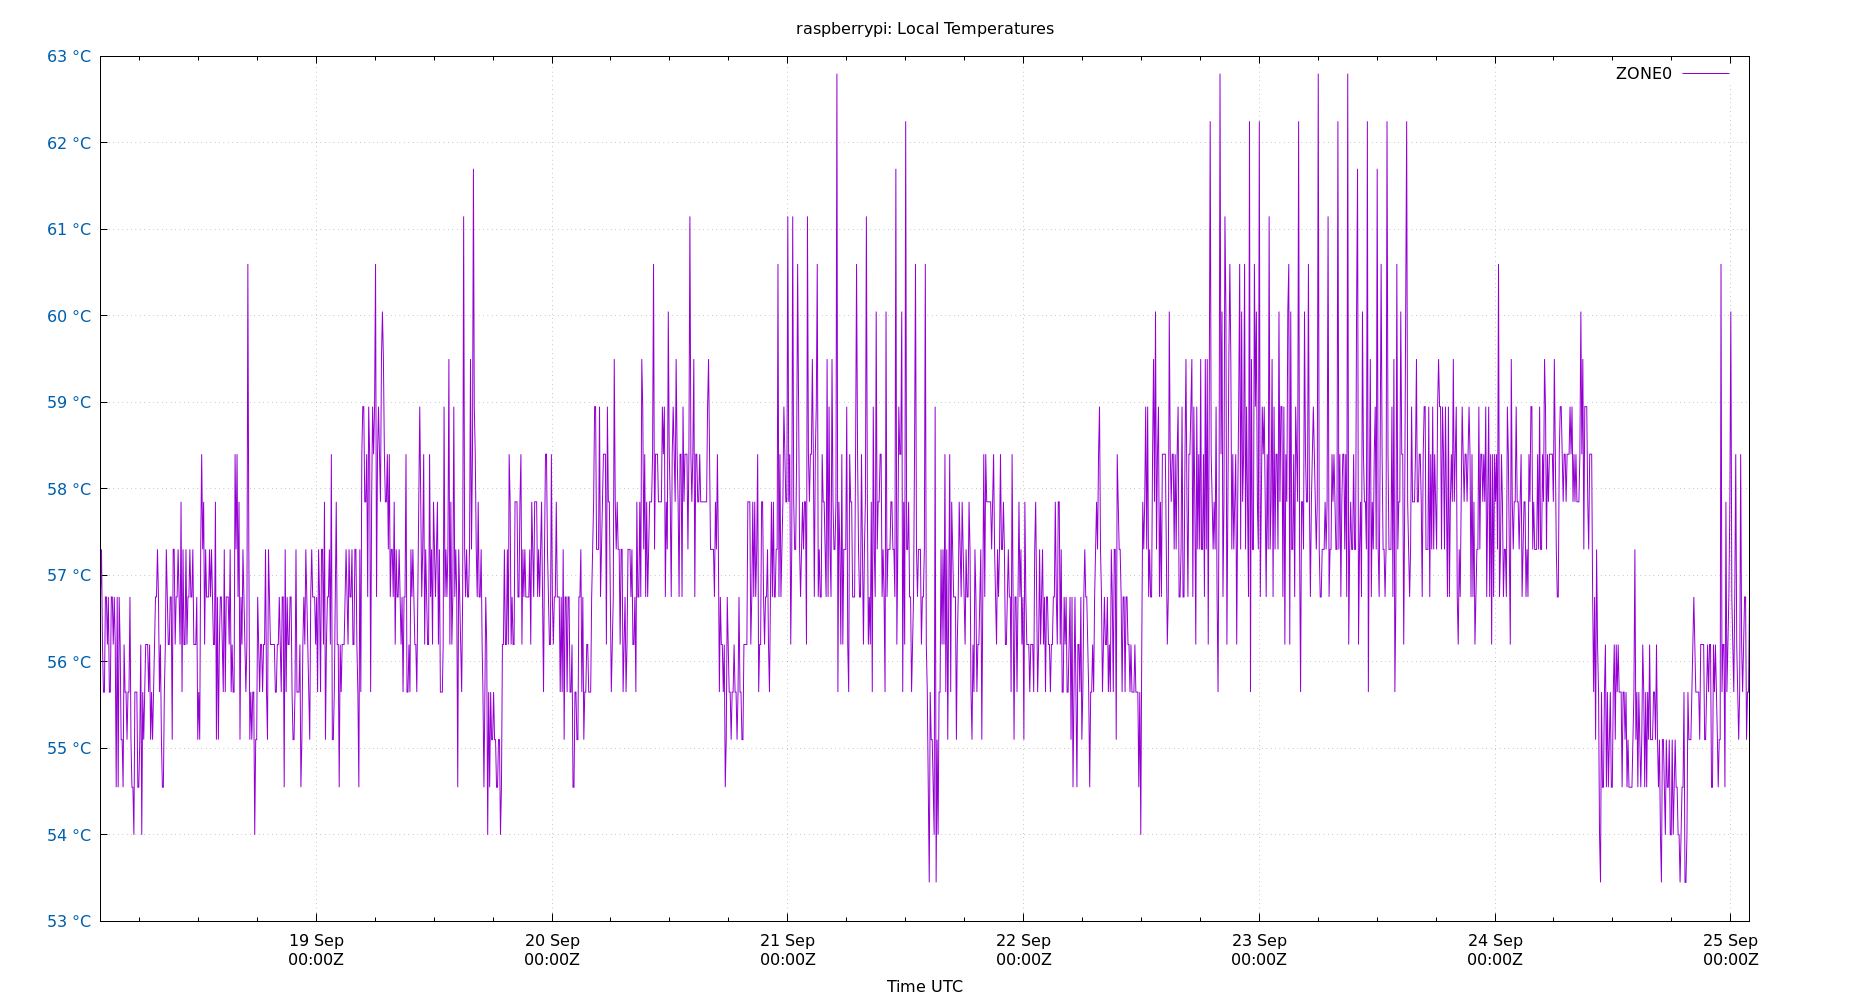 raspberrypi: Local Temperatures
63 °C
ZONE0
62 °C
61 °C
60 °C
59 °C
58 °C
57 °C
56 °C
55 °C
54 °C
53 °C
19 Sep 20 Sep 21 Sep 22 Sep 23 Sep 24 Sep 25 Sep
00:00Z 00:00Z 00:00Z 00:00Z 00:00Z 00:00Z 00:00Z
Time UTC